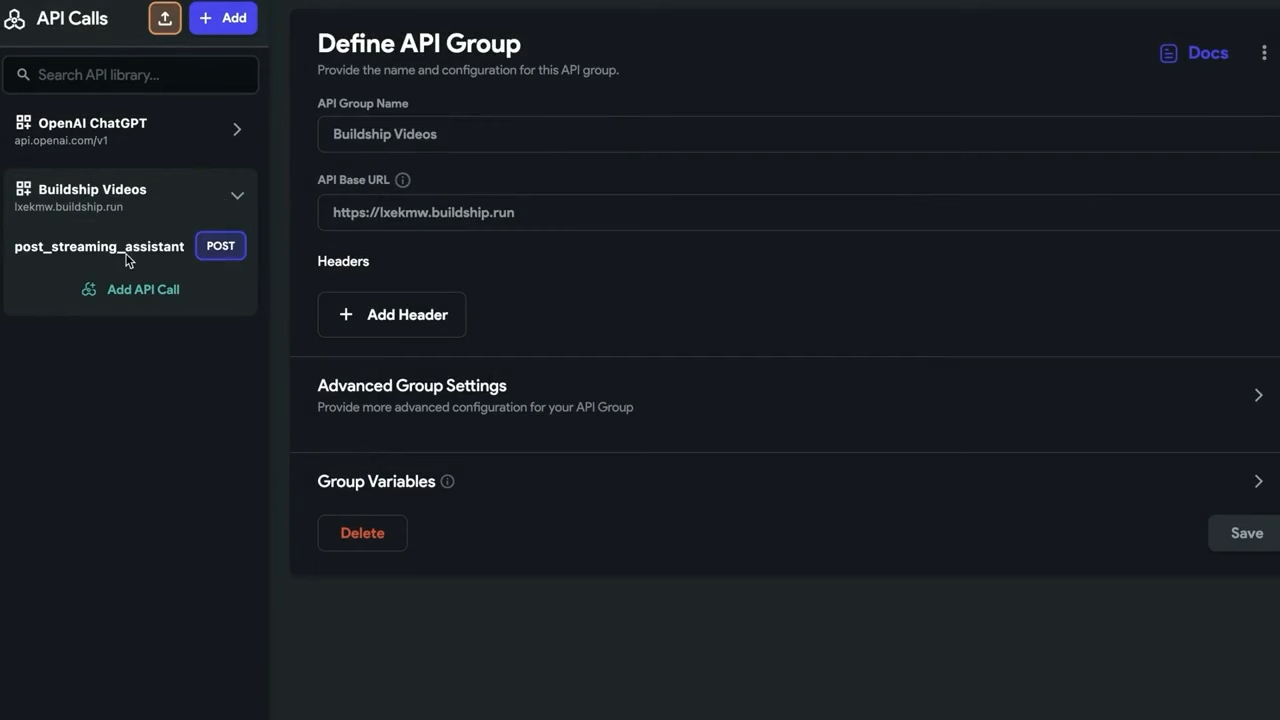 API Calls
Add
Search API library...
OpenAI ChatGPT
api.openai.com/v1
Buildship Videos
lxekmw.buildship.run
post_streaming_assistant POST
Add API Call
Define API Group
Provide the name and configuration for this API group.
Docs
API Group Name
Buildship Videos
API Base URL
https://lxekmw.buildship.run
Headers
Add Header
Advanced Group Settings
Provide more advanced configuration for your API Group
Group Variables
Delete
Save